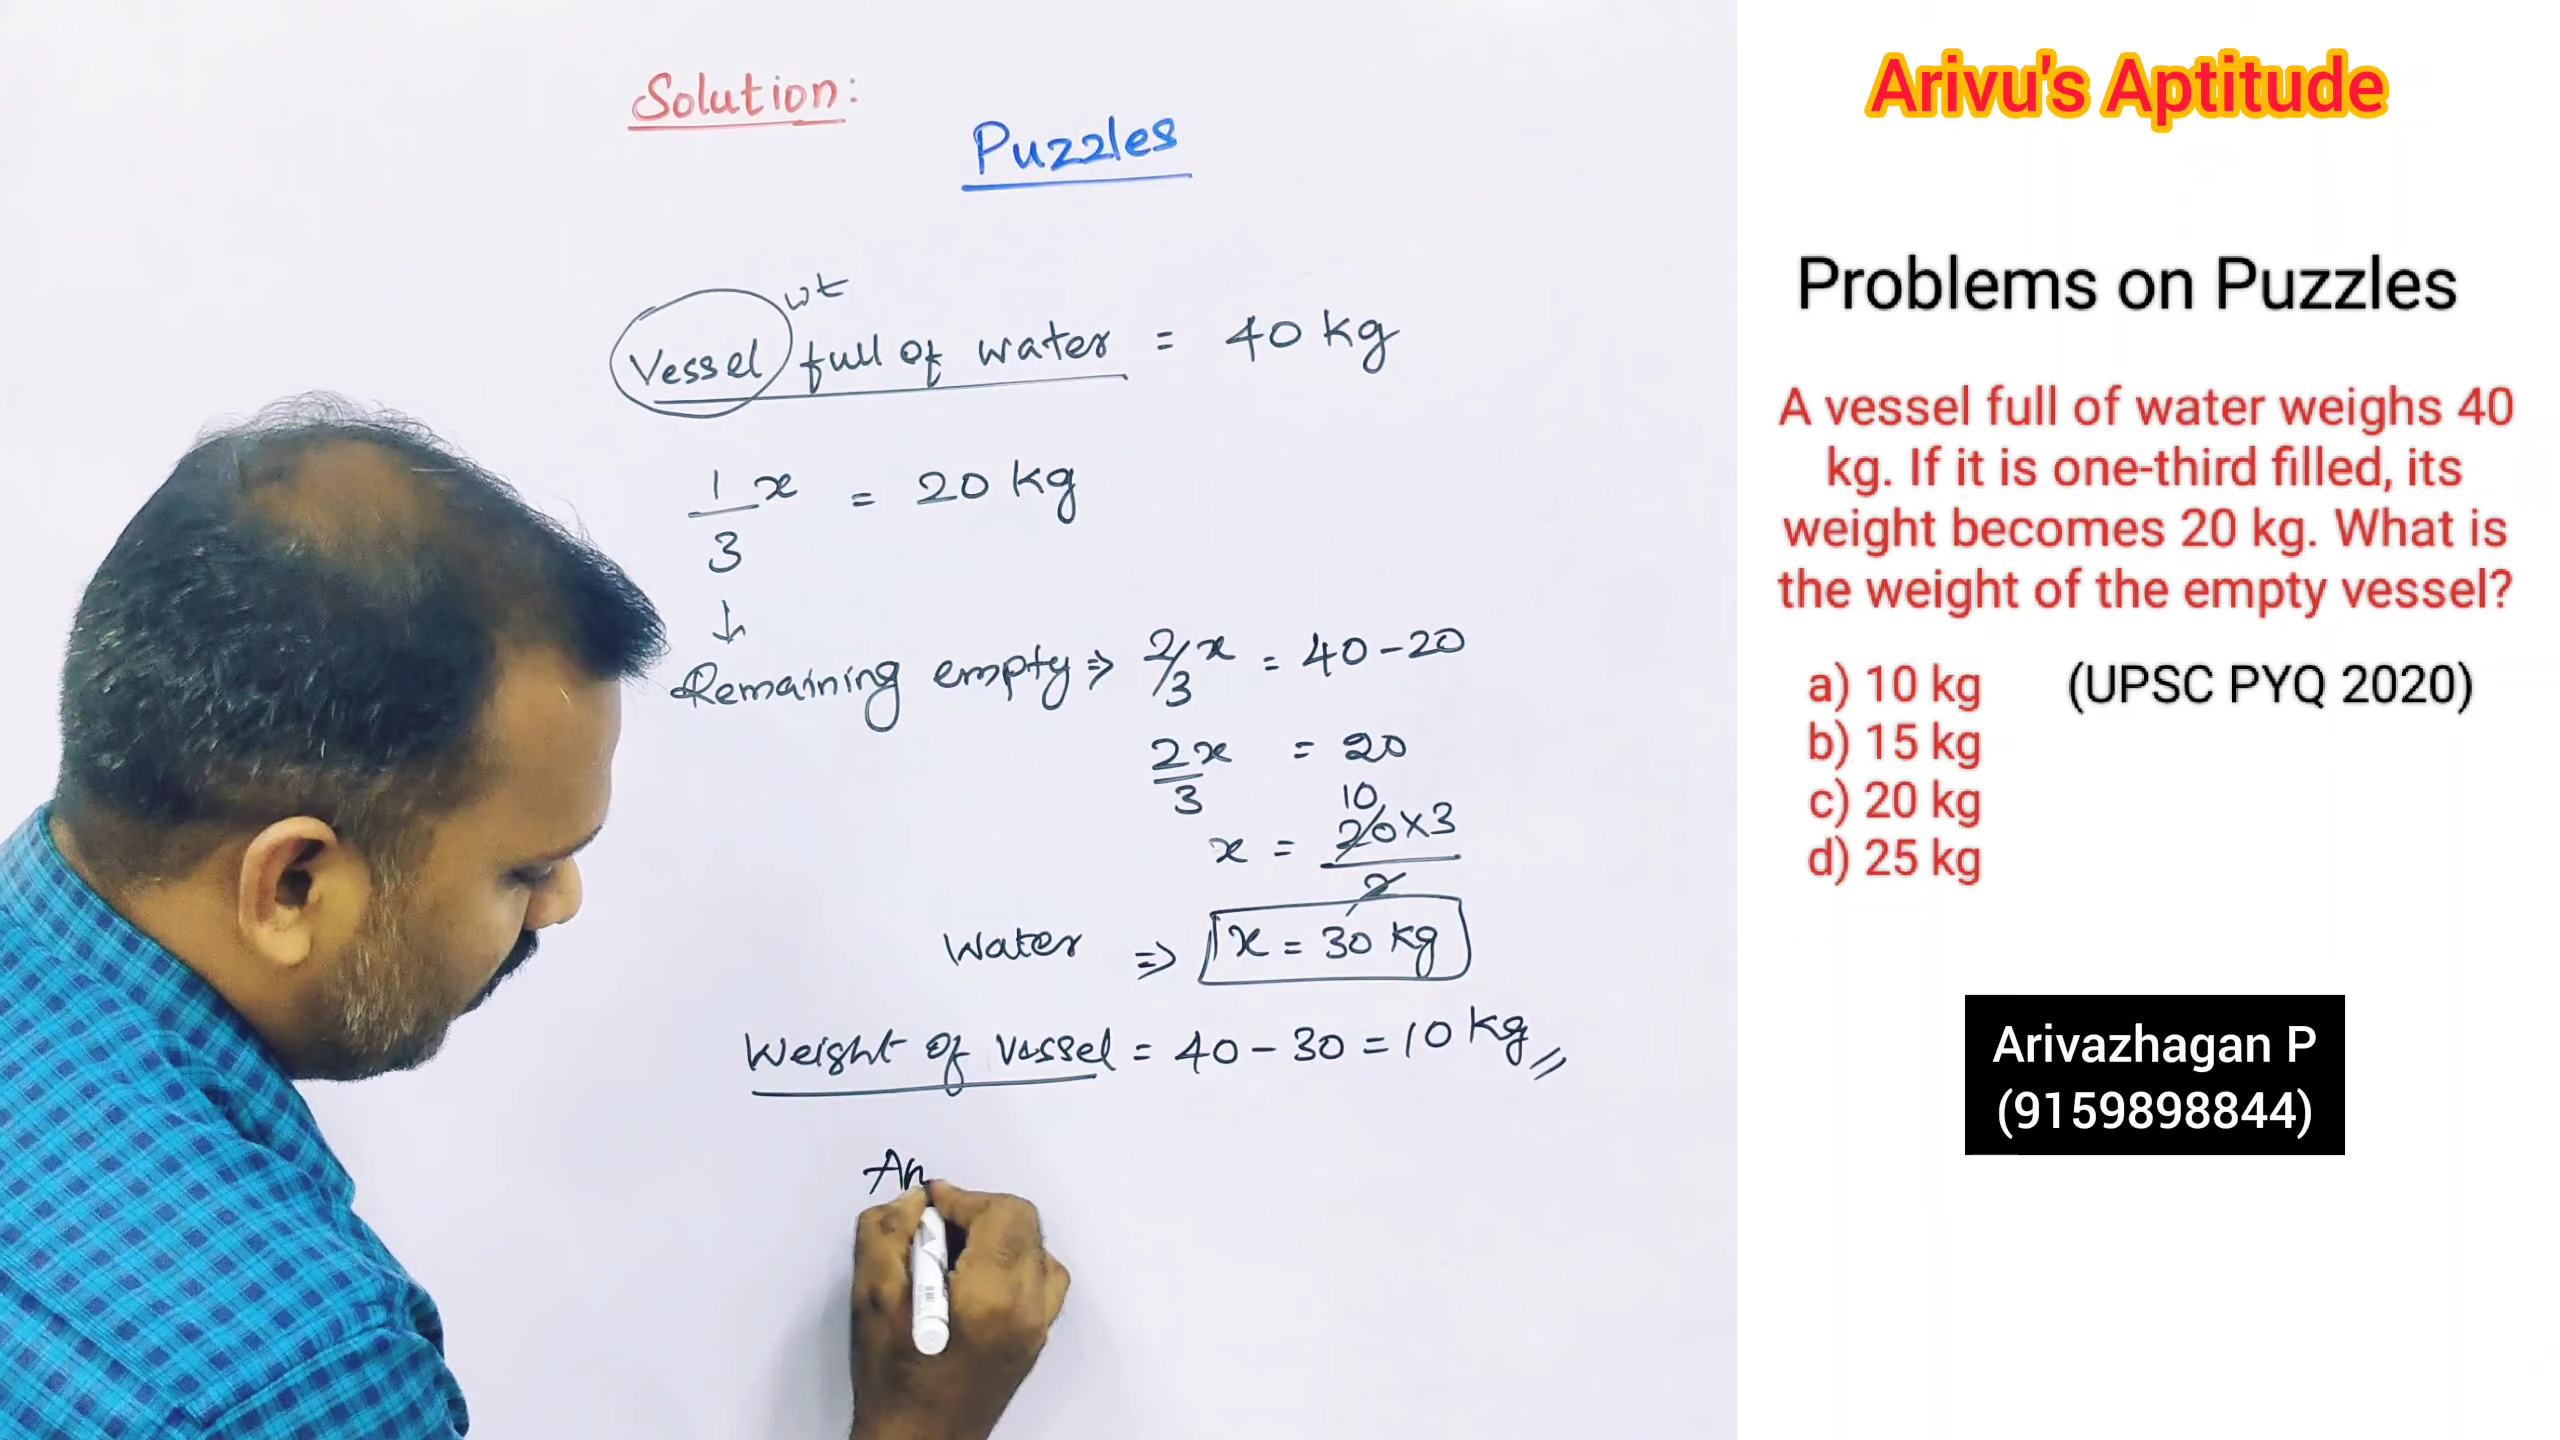 Solution:
Puzzles
wt
Vessel full of water = 40 kg
1/3 x = 20 kg
↓
Remaining empty ⇒ 2/3 x = 40 - 20
2x/3 = 20
10
x = 20 × 3 / 2
Water ⇒ x = 30 kg
Weight of vessel = 40 - 30 = 10 kg
An
Arivu's Aptitude
Problems on Puzzles
A vessel full of water weighs 40
kg. If it is one-third filled, its
weight becomes 20 kg. What is
the weight of the empty vessel?
a) 10 kg (UPSC PYQ 2020)
b) 15 kg
c) 20 kg
d) 25 kg
Arivazhagan P
(9159898844)